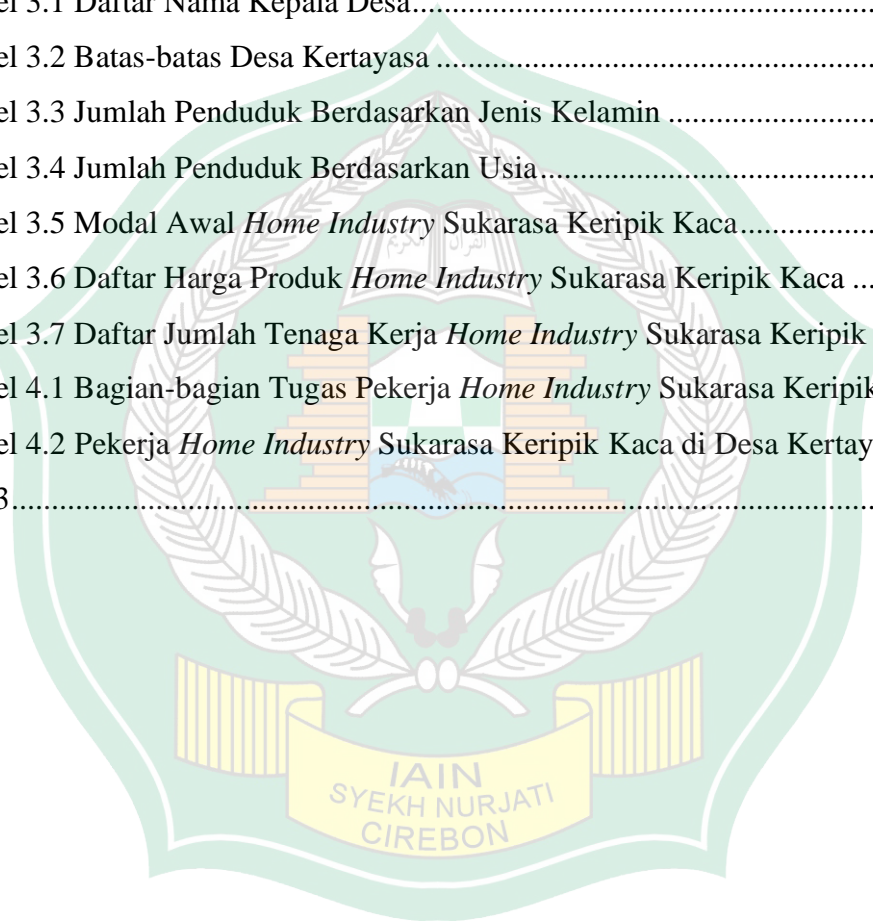 el 3.1 Daftar Nama Kepala Desa........................................................
el 3.2 Batas-batas Desa Kertayasa .....................................................
el 3.3 Jumlah Penduduk Berdasarkan Jenis Kelamin .........................
el 3.4 Jumlah Penduduk Berdasarkan Usia.........................................
el 3.5 Modal Awal Home Industry Sukarasa Keripik Kaca.................
el 3.6 Daftar Harga Produk Home Industry Sukarasa Keripik Kaca ...
el 3.7 Daftar Jumlah Tenaga Kerja Home Industry Sukarasa Keripik
el 4.1 Bagian-bagian Tugas Pekerja Home Industry Sukarasa Keripik
el 4.2 Pekerja Home Industry Sukarasa Keripik Kaca di Desa Kertay
3.......................................................................................................
القرآن الكريم
IAIN
SYEKH NURJATI
CIREBON